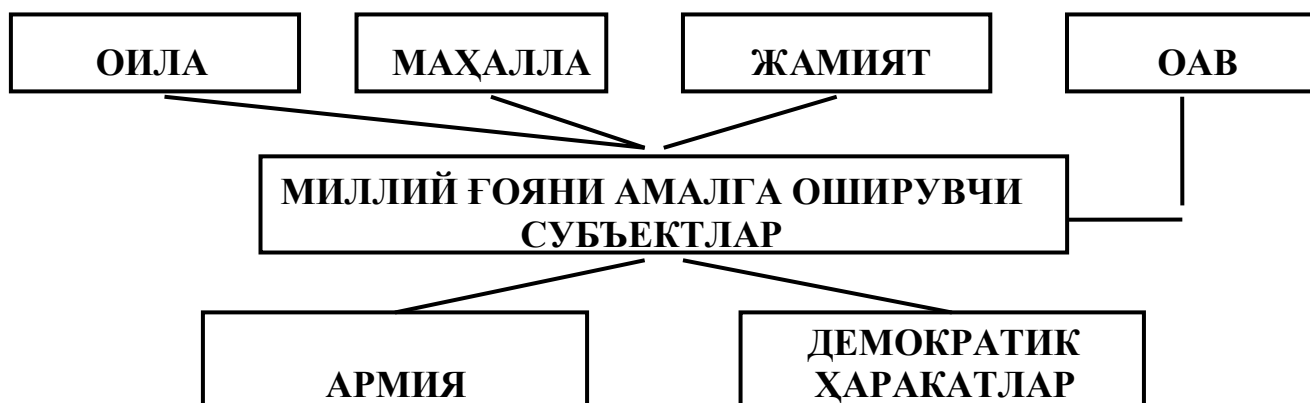 ОИЛА
МАҲАЛЛА
ЖАМИЯТ
ОАВ
МИЛЛИЙ ҒОЯНИ АМАЛГА ОШИРУВЧИ
СУБЪЕКТЛАР
АРМИЯ
ДЕМОКРАТИК
ҲАРАКАТЛАР